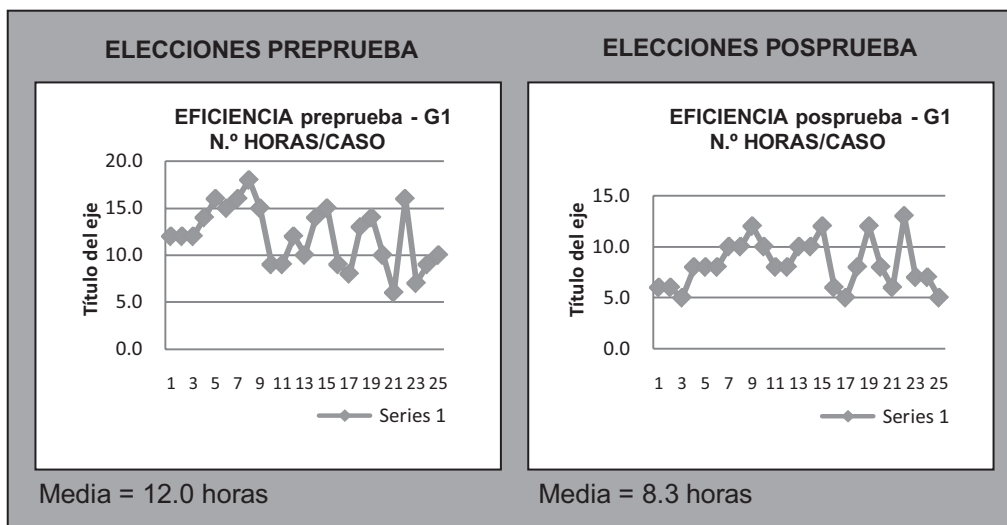 ELECCIONES PREPRUEBA
EFICIENCIA preprueba - G1
N.º HORAS/CASO
Título del eje
20.0
15.0
10.0
5.0
0.0
1 3 5 7 9 11 13 15 17 19 21 23 25
Series 1
Media = 12.0 horas
ELECCIONES POSPRUEBA
EFICIENCIA posprueba - G1
N.º HORAS/CASO
Título del eje
15.0
10.0
5.0
0.0
1 3 5 7 9 11 13 15 17 19 21 23 25
Series 1
Media = 8.3 horas